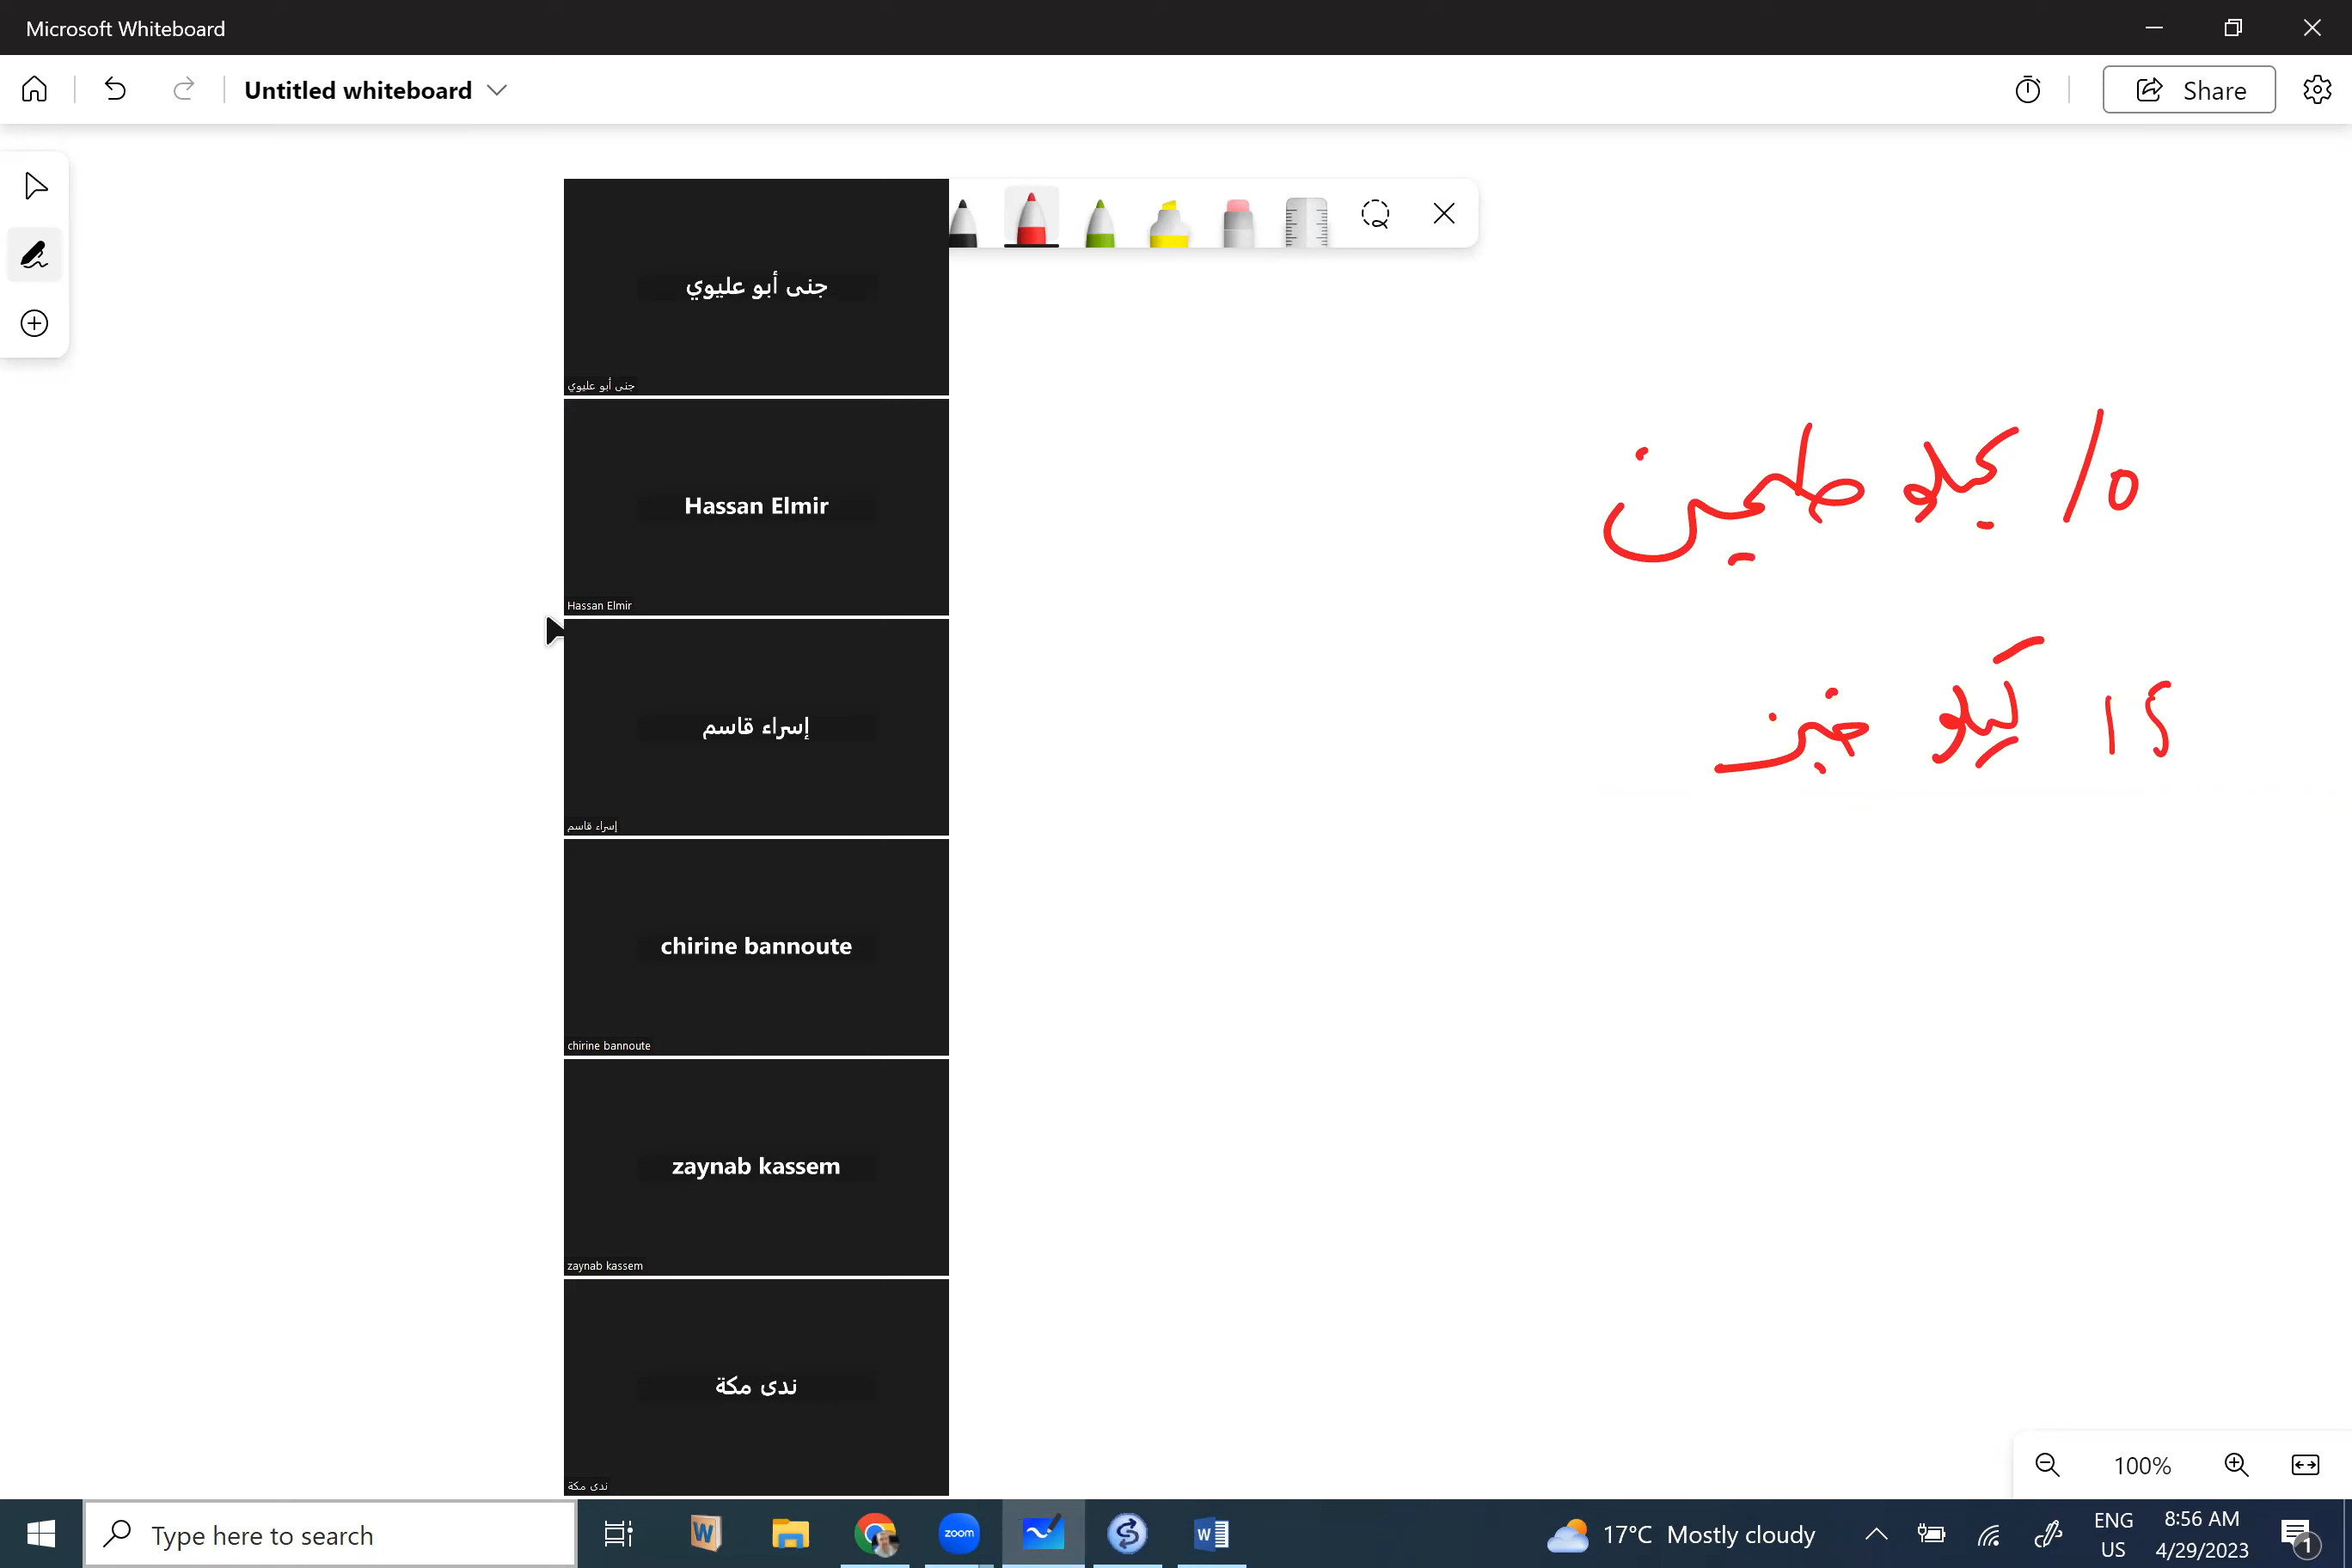 Microsoft Whiteboard
Untitled whiteboard
Share
جنى أبو عليوي
جنى أبو عليوي
Hassan Elmir
Hassan Elmir
إسراء قاسم
إسراء قاسم
chirine bannoute
chirine bannoute
zaynab kassem
zaynab kassem
ندى مكة
ندى مكة
١٥ كيلو طحين
١٤ كيلو خبز
100%
Type here to search
W
zoom
W
17°C Mostly cloudy
ENG
US
8:56 AM
4/29/2023
1